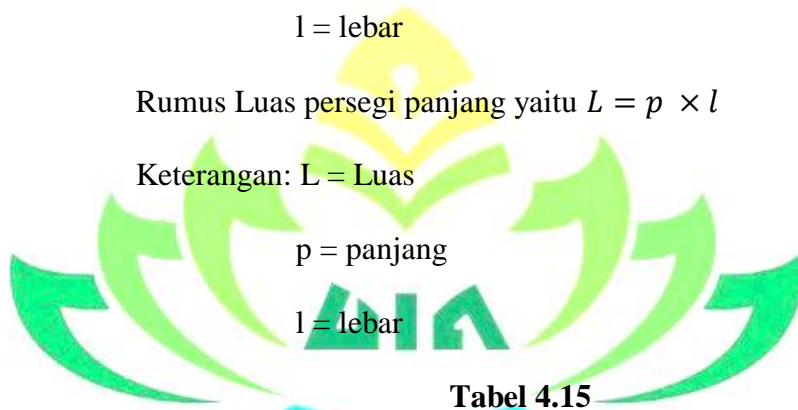 l = lebar
Rumus Luas persegi panjang yaitu 𝐿 = 𝑝 × 𝑙
Keterangan: L = Luas
p = panjang
l = lebar
Tabel 4.15